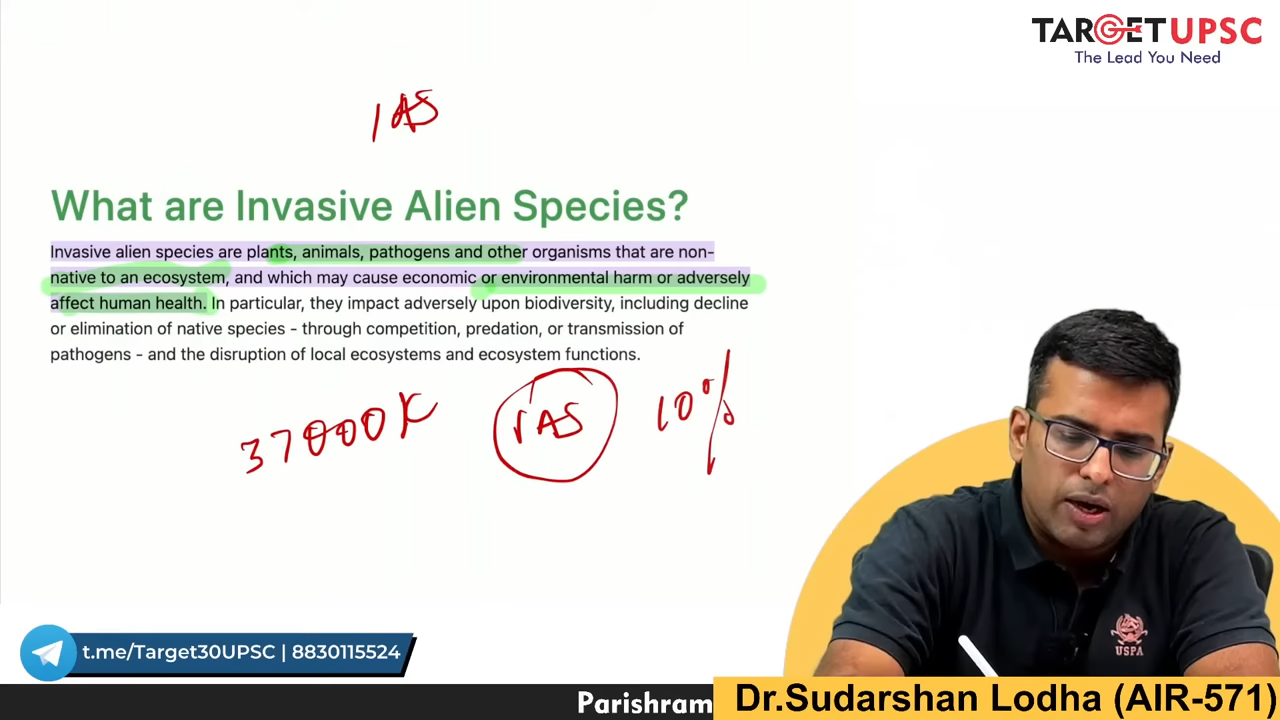 TARGET UPSC
The Lead You Need
IAS
What are Invasive Alien Species?
Invasive alien species are plants, animals, pathogens and other organisms that are non-
native to an ecosystem, and which may cause economic or environmental harm or adversely
affect human health. In particular, they impact adversely upon biodiversity, including decline
or elimination of native species - through competition, predation, or transmission of
pathogens - and the disruption of local ecosystems and ecosystem functions.
37000K IAS 10%
USPA
t.me/Target30UPSC | 8830115524
Parishram
Dr.Sudarshan Lodha (AIR-571)